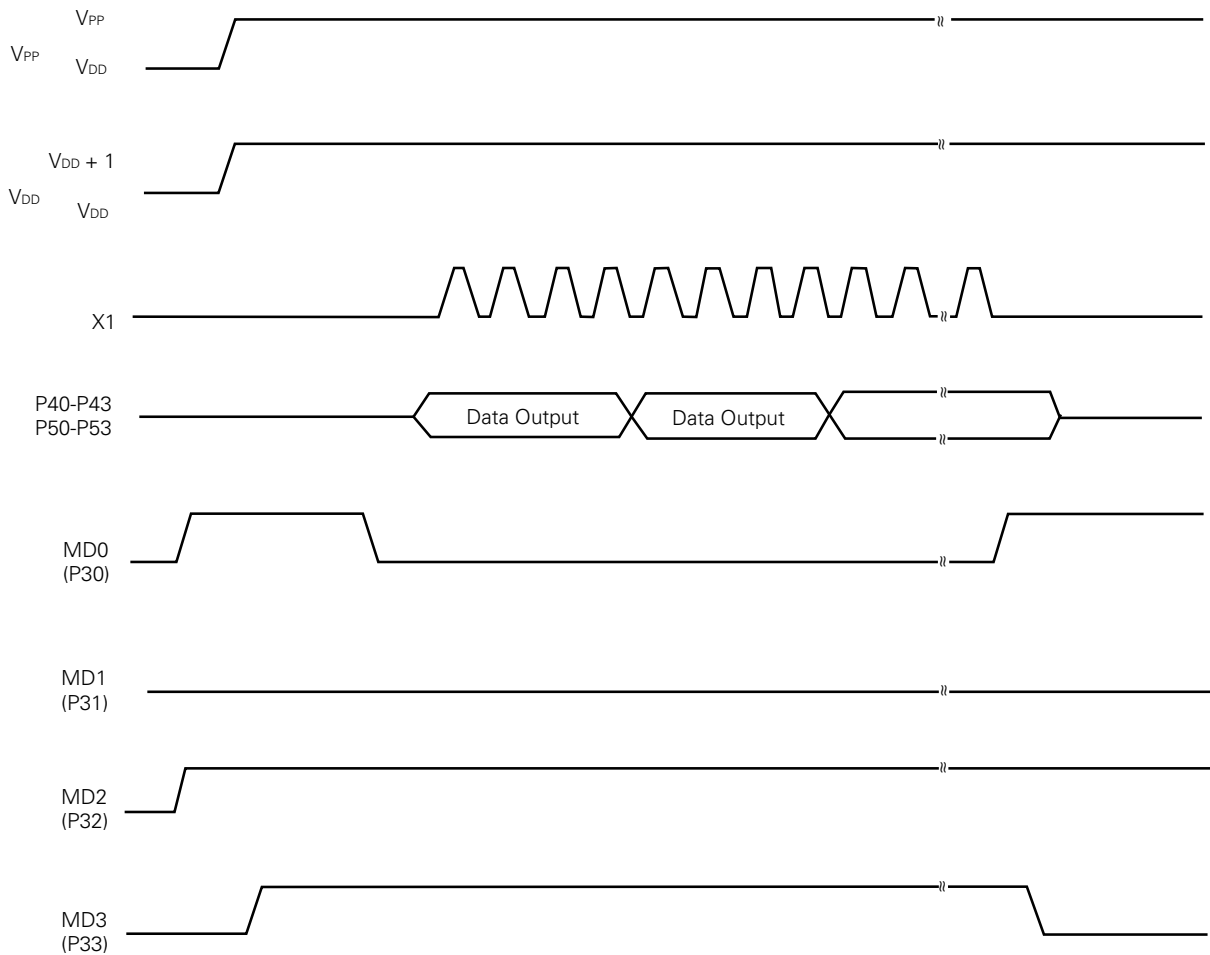 VPP
VPP
VDD
VDD + 1
VDD
VDD
X1
P40-P43
P50-P53
Data Output
Data Output
MD0
(P30)
MD1
(P31)
MD2
(P32)
MD3
(P33)